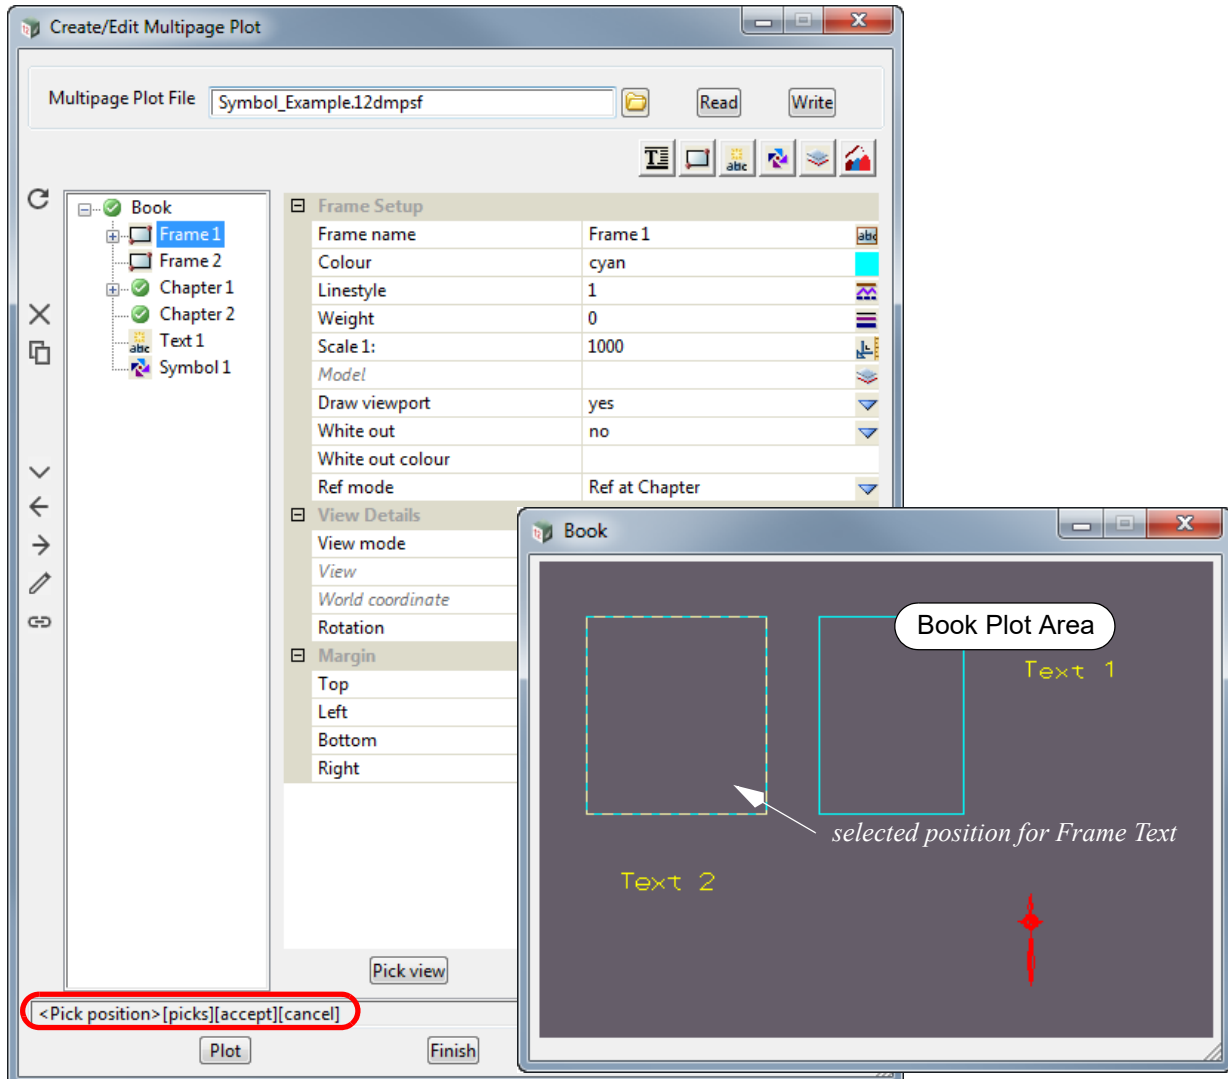 Create/Edit Multipage Plot
Multipage Plot File Symbol_Example.12dmpsf Read Write
Book
Frame 1
Frame 2
Chapter 1
Chapter 2
Text 1
Symbol 1
Frame Setup
Frame name Frame 1
Colour cyan
Linestyle 1
Weight 0
Scale 1: 1000
Model
Draw viewport yes
White out no
White out colour
Ref mode Ref at Chapter
View Details
View mode
View
World coordinate
Rotation
Margin
Top
Left
Bottom
Right
Pick view
<Pick position>[picks][accept][cancel]
Plot Finish
Book
Book Plot Area
Text 1
selected position for Frame Text
Text 2